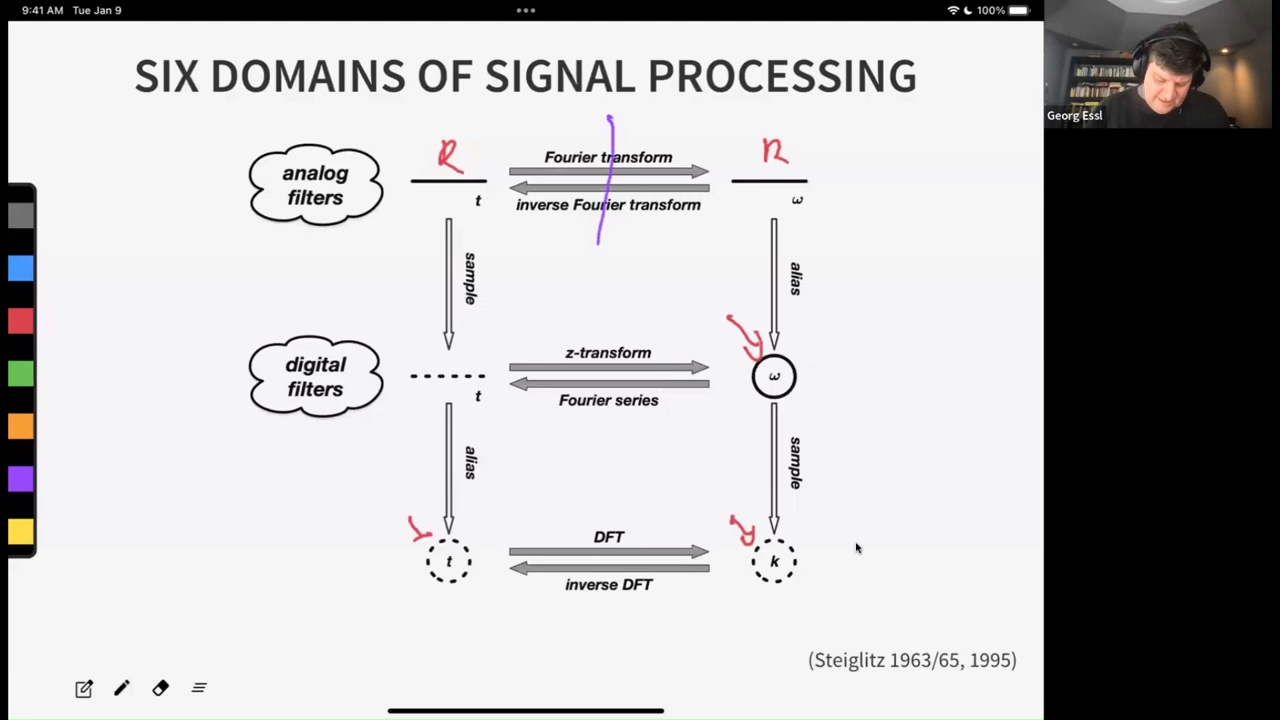 9:41 AM Tue Jan 9
100%
SIX DOMAINS OF SIGNAL PROCESSING
Georg Essl
R
R
analog
filters
Fourier transform
inverse Fourier transform
t
ω
sample
alias
digital
filters
z-transform
Fourier series
t
ω
alias
sample
DFT
inverse DFT
t
k
(Steiglitz 1963/65, 1995)